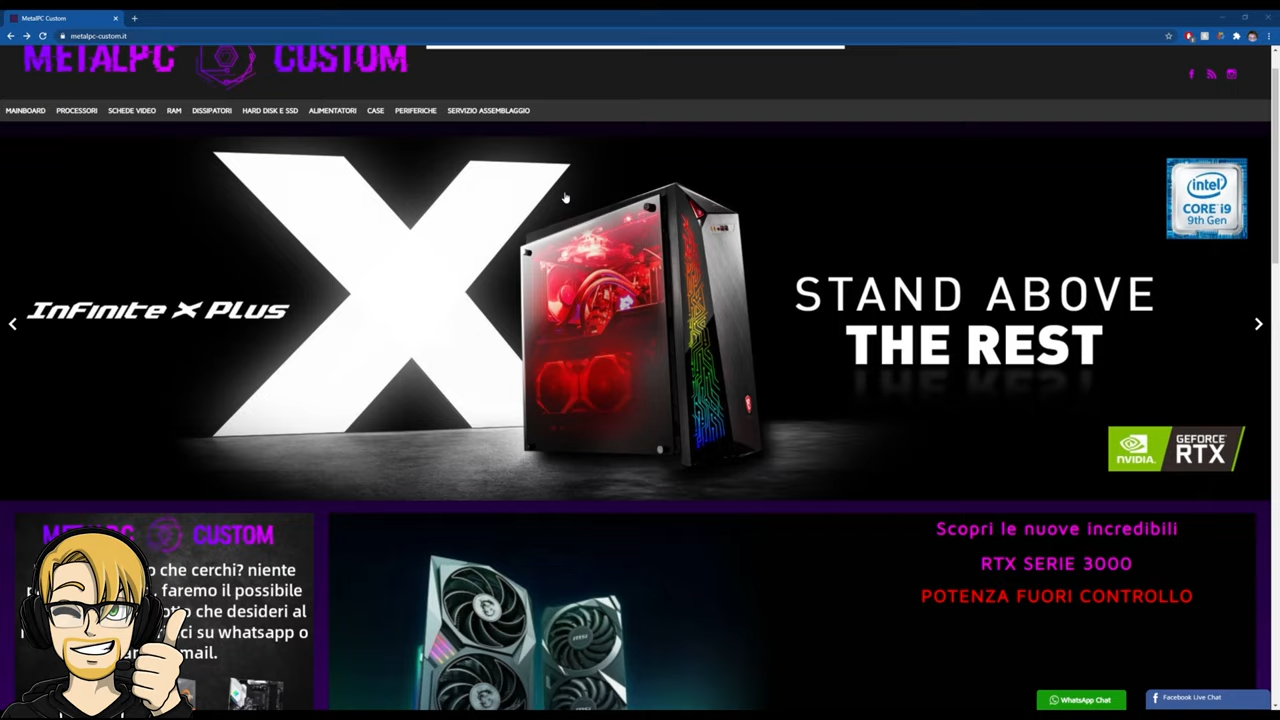 MetalPC Custom
metalpc-custom.it
METALPC CUSTOM
MAINBOARD PROCESSORI SCHEDE VIDEO RAM DISSIPATORI HARD DISK E SSD ALIMENTATORI CASE PERIFERICHE SERVIZIO ASSEMBLAGGIO
intel
CORE i9
9th Gen
Infinite X Plus
STAND ABOVE
THE REST
NVIDIA.
GEFORCE
RTX
CUSTOM
che cerchi? niente
faremo il possibile
che desideri al
ci su whatsapp o
mail.
Scopri le nuove incredibili
RTX SERIE 3000
POTENZA FUORI CONTROLLO
WhatsApp Chat
Facebook Live Chat